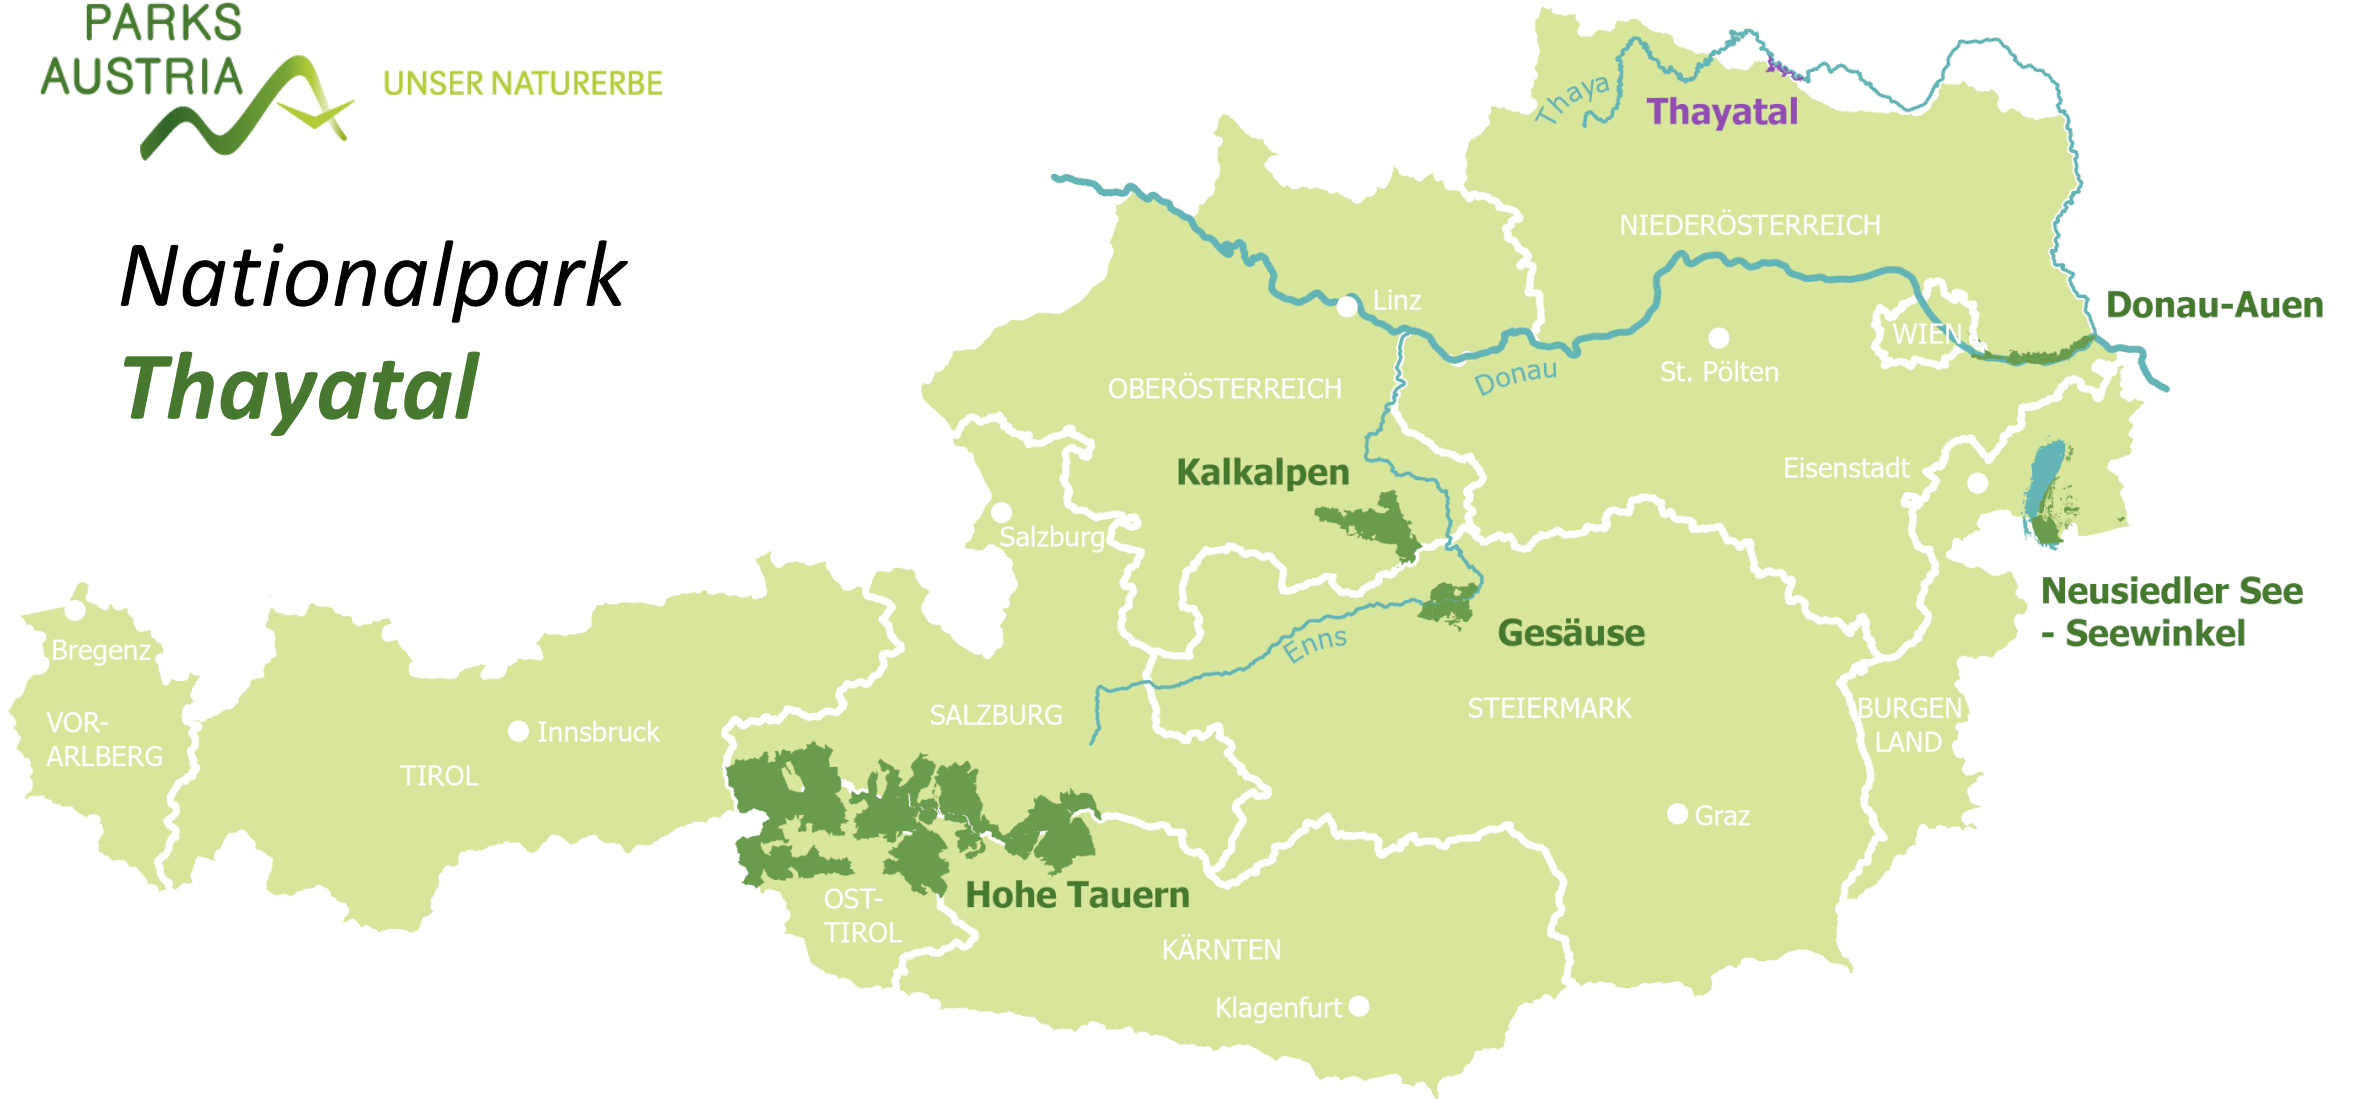 PARKS
AUSTRIA
UNSER NATURERBE
Nationalpark
Thayatal
Thaya
Thayatal
NIEDERÖSTERREICH
Linz
Donau-Auen
WIEN
St. Pölten
Donau
OBERÖSTERREICH
Kalkalpen
Eisenstadt
Salzburg
Neusiedler See
- Seewinkel
Gesäuse
Enns
Bregenz
VOR-
ARLBERG
SALZBURG
STEIERMARK
BURGEN
LAND
Innsbruck
TIROL
Graz
Hohe Tauern
OST-
TIROL
KÄRNTEN
Klagenfurt